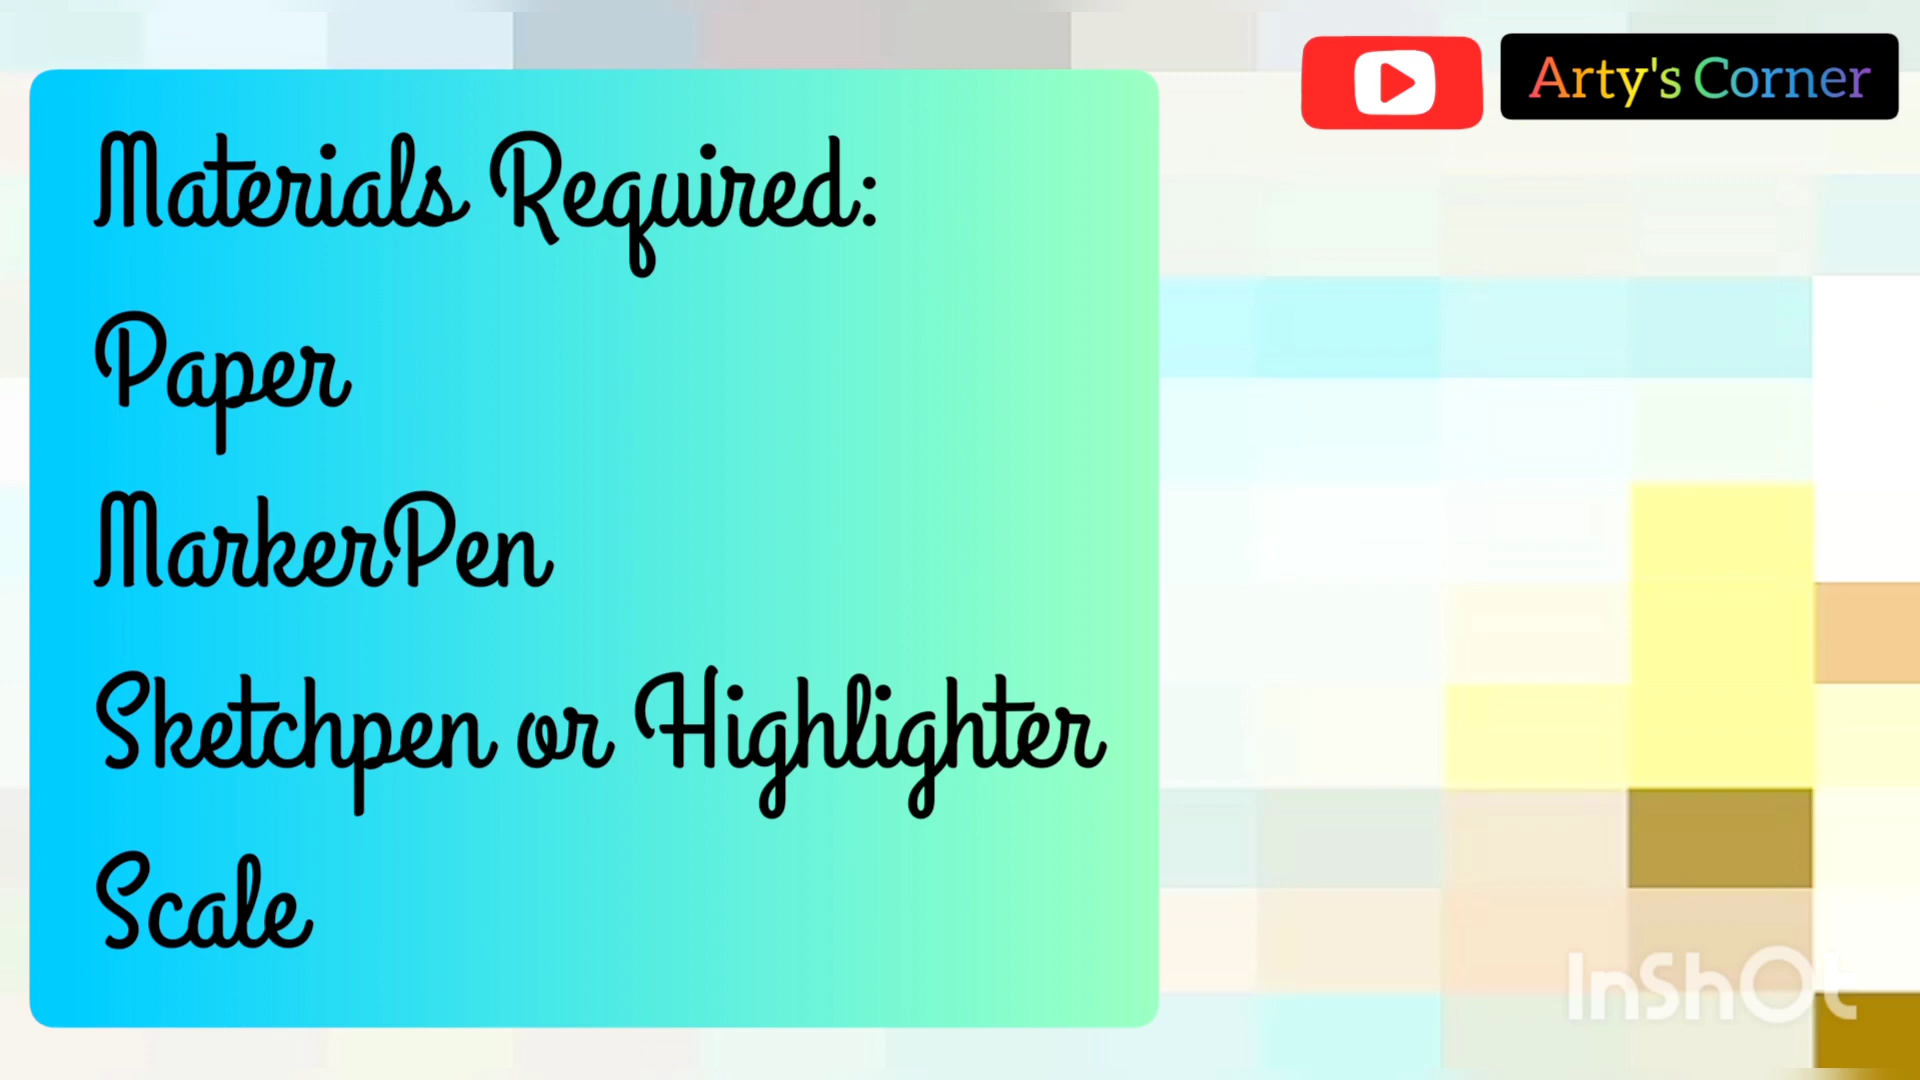 Arty's Corner
Materials Required:
Paper
MarkerPen
Sketchpen or Highlighter
Scale
InShOt